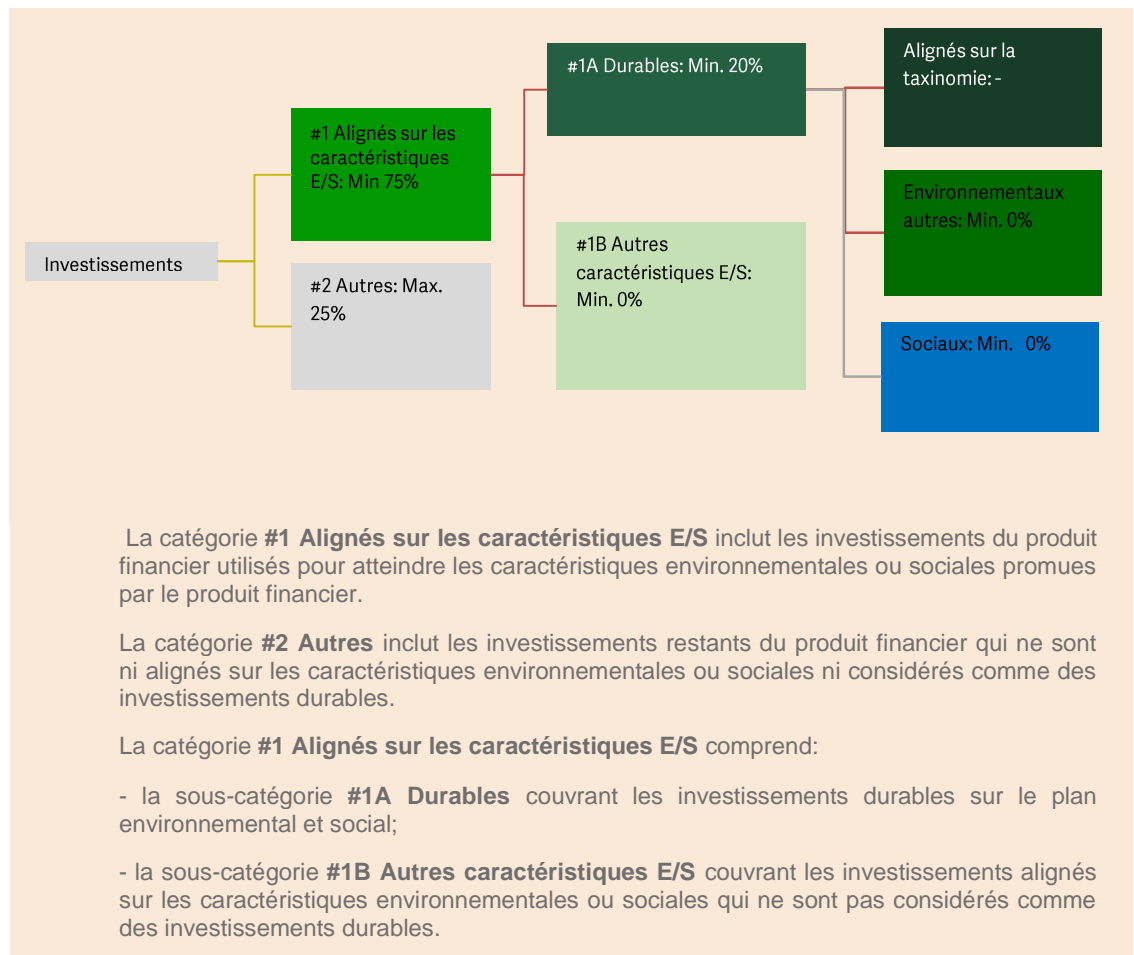 #1A Durables: Min. 20%
Alignés sur la
taxinomie: -
#1 Alignés sur les
caractéristiques
E/S: Min 75%
Environnementaux
autres: Min. 0%
#1B Autres
caractéristiques E/S:
Min. 0%
Investissements
#2 Autres: Max.
25%
Sociaux: Min. 0%
La catégorie #1 Alignés sur les caractéristiques E/S inclut les investissements du produit
financier utilisés pour atteindre les caractéristiques environnementales ou sociales promues
par le produit financier.
La catégorie #2 Autres inclut les investissements restants du produit financier qui ne sont
ni alignés sur les caractéristiques environnementales ou sociales ni considérés comme des
investissements durables.
La catégorie #1 Alignés sur les caractéristiques E/S comprend:
- la sous-catégorie #1A Durables couvrant les investissements durables sur le plan
environnemental et social;
- la sous-catégorie #1B Autres caractéristiques E/S couvrant les investissements alignés
sur les caractéristiques environnementales ou sociales qui ne sont pas considérés comme
des investissements durables.